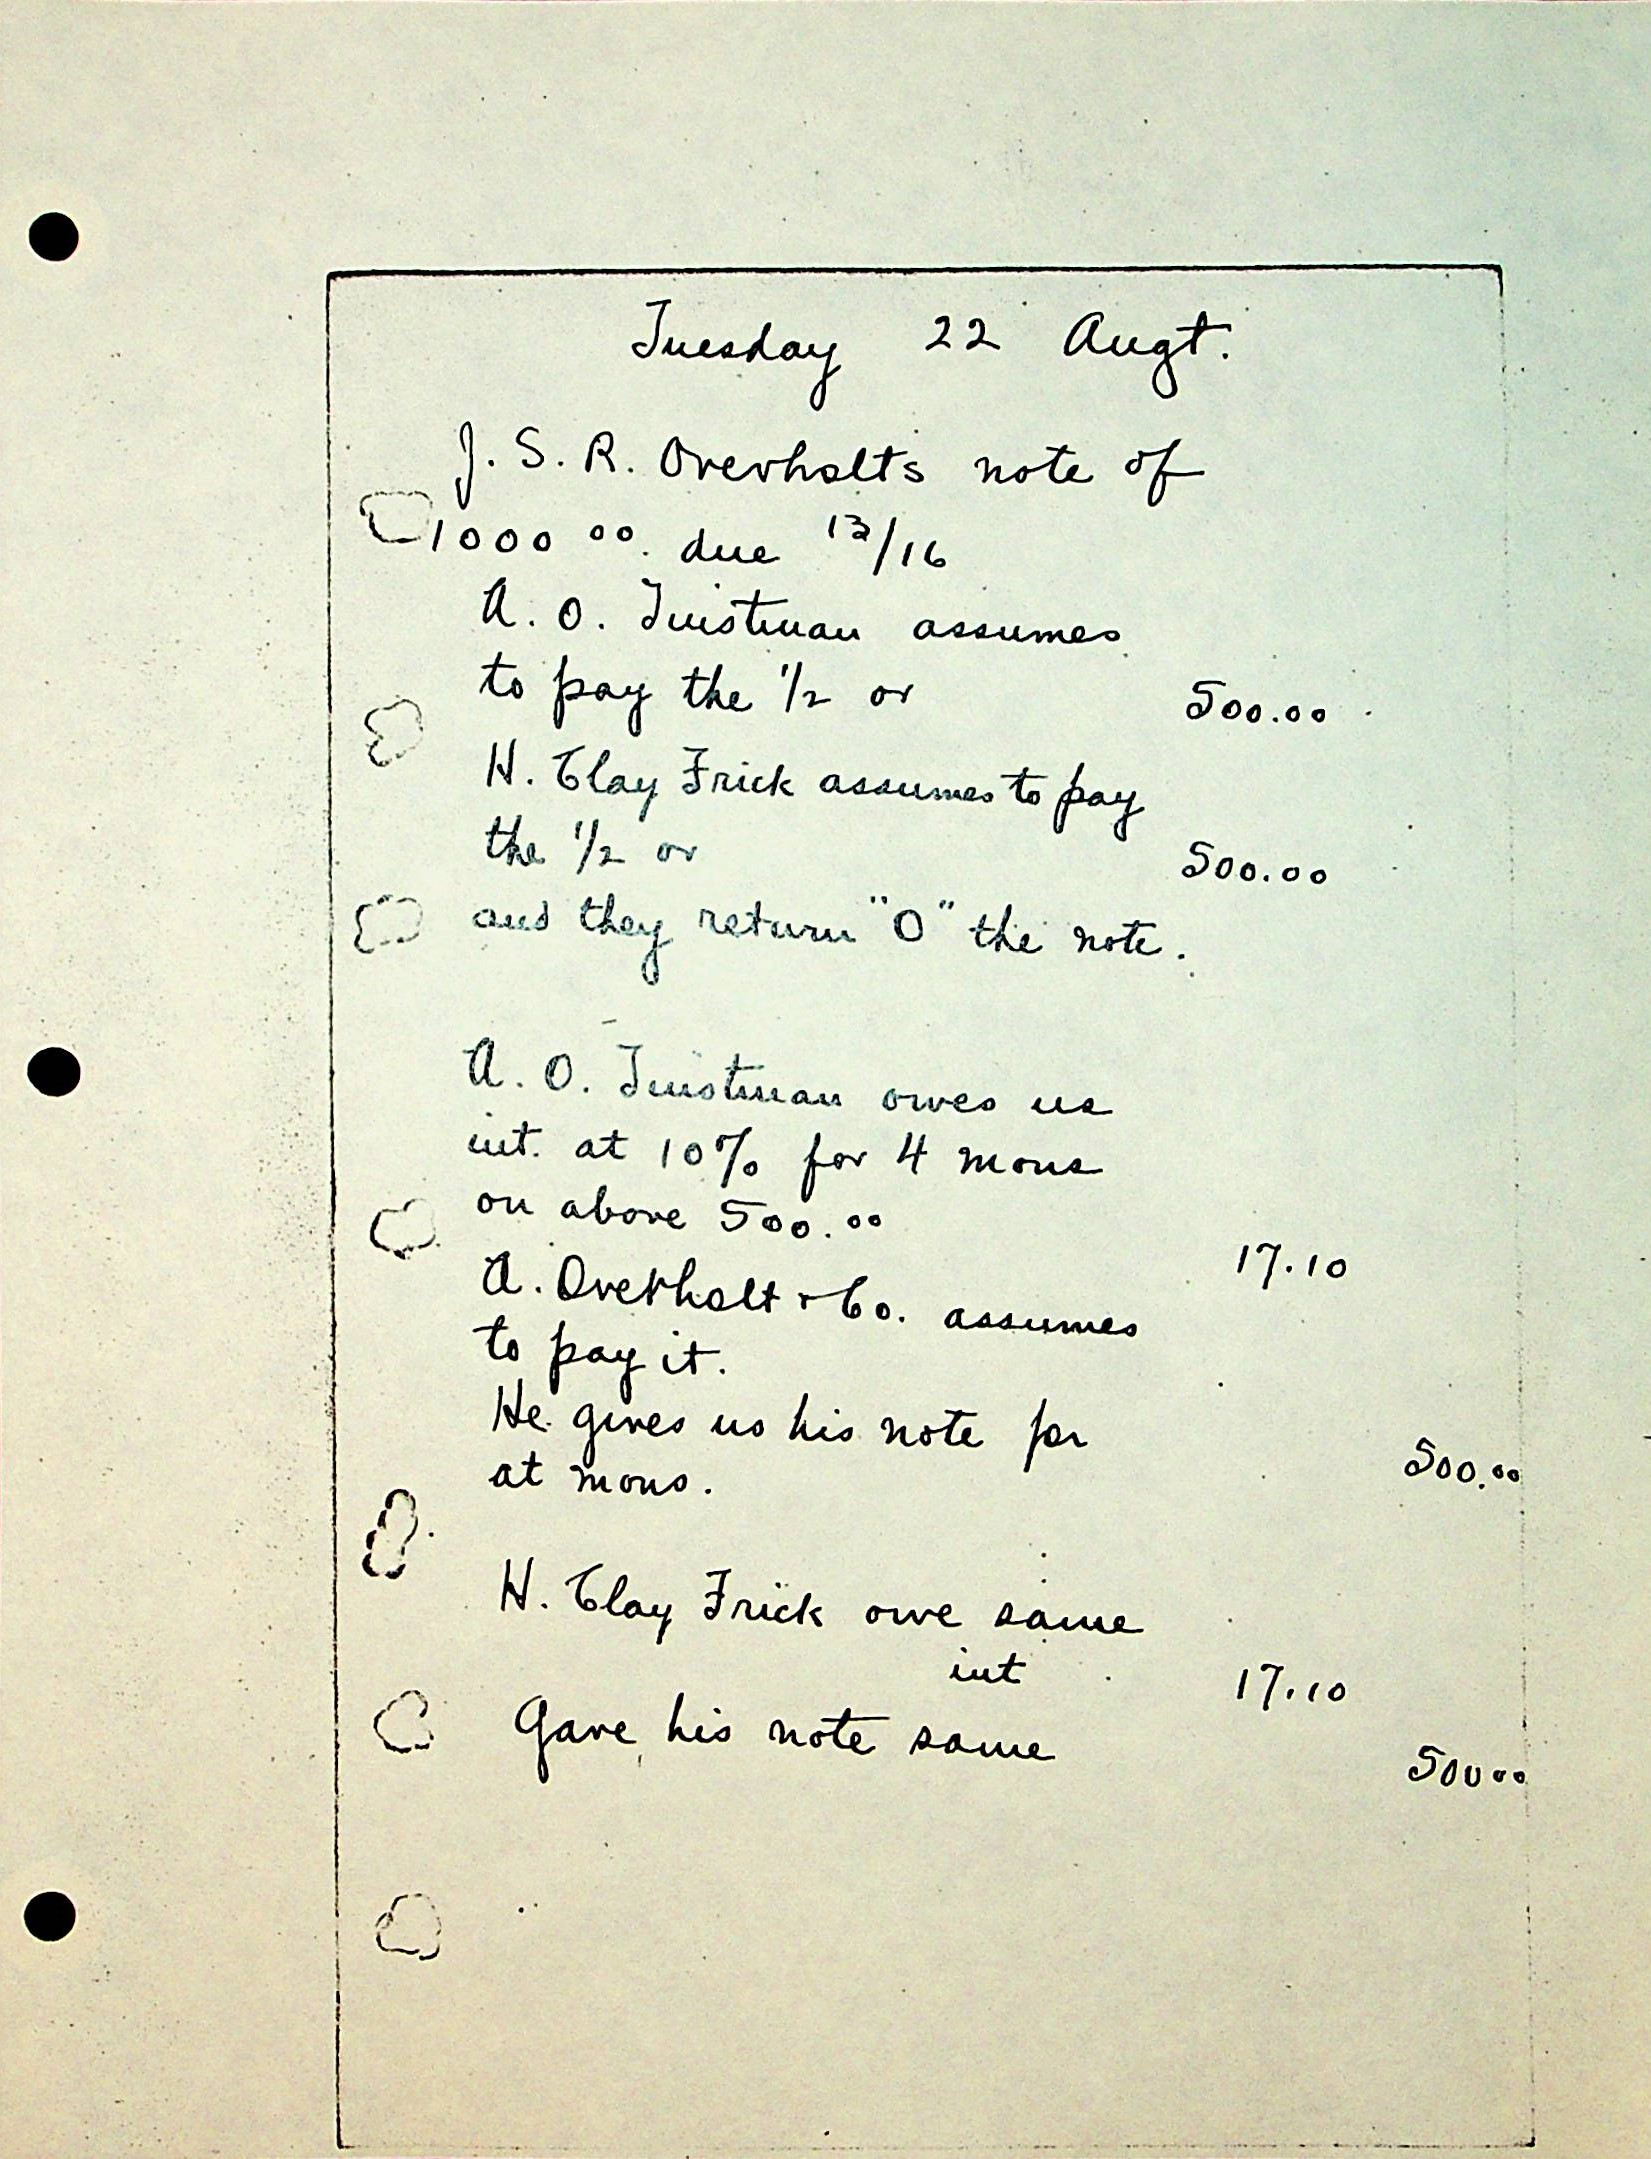 Tuesday 22 Augt.
J. S. R. Overholt's note of
1000 00. due 13/16
A. O. Tinstman assumes
to pay the 1/2 or 500.00
H. Clay Frick assumes to pay
the 1/2 or 500.00
and they return "O" the note.
A. O. Tinstman owes us
int. at 10% for 4 mons
on above 500.00
17.10
A. Overholt & Co. assumes
to pay it.
He gives us his note for
at mons. 500.00
H. Clay Frick owe same
int 17.10
Gave his note same
500 00